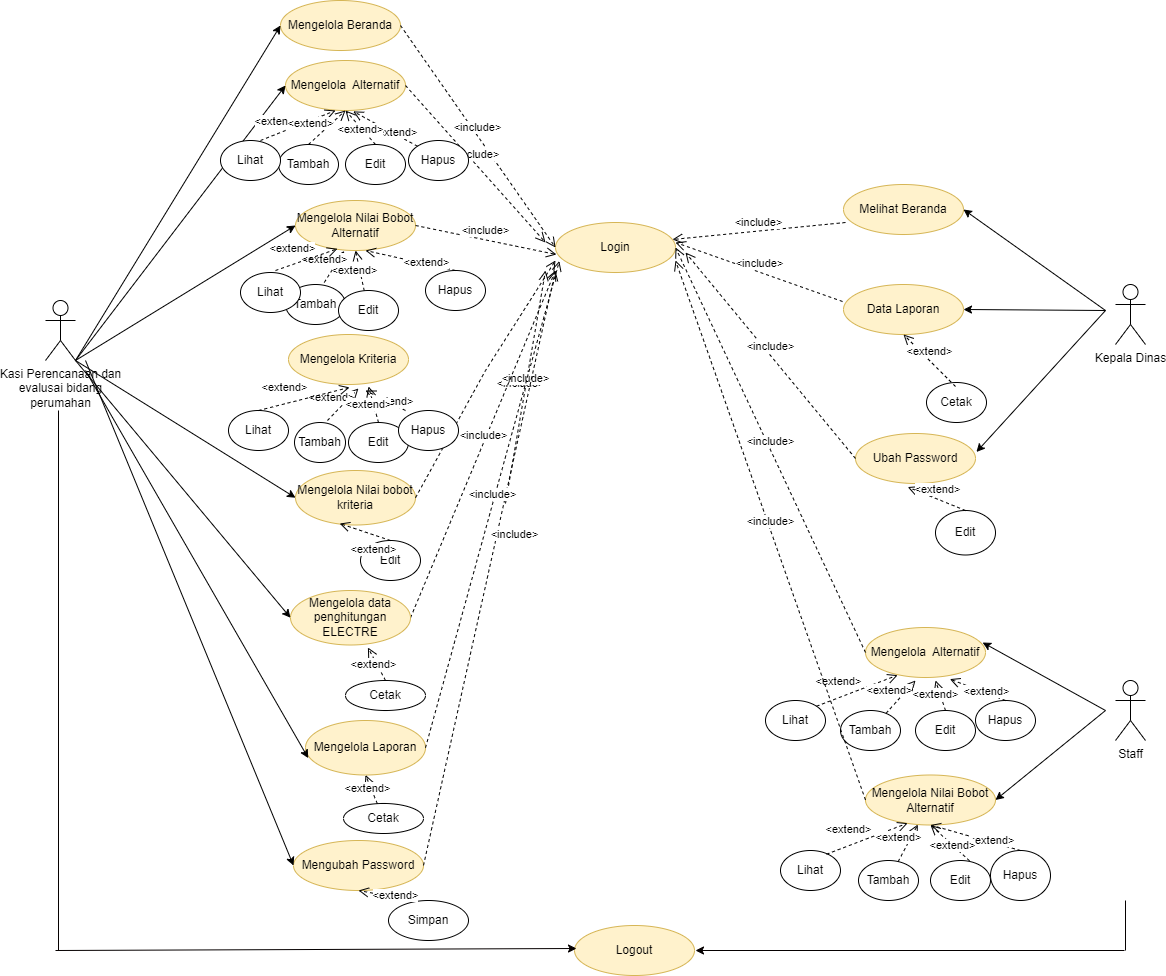 Mengelola Beranda
Mengelola Alternatif
<exten
<extend>
<extend>
xtend>
Lihat
Tambah
Edit
Hapus
<include>
clude>
Mengelola Nilai Bobot
Alternatif
<extend>
<extend>
<extend>
<extend>
Lihat
Tambah
Edit
Hapus
<include>
Login
Mengelola Kriteria
<extend>
<extend
<extend>
end>
Lihat
Tambah
Edit
Hapus
Kasi Perencanaan dan
evalusai bidang
perumahan
Mengelola Nilai bobot
kriteria
<extend>
Edit
<include>
<include>
<include>
<include>
Mengelola data
penghitungan
ELECTRE
<extend>
Cetak
Mengelola Laporan
<extend>
Cetak
Mengubah Password
<extend>
Simpan
Logout
<include>
Melihat Beranda
<include>
Data Laporan
<extend>
Cetak
Kepala Dinas
<include>
Ubah Password
<extend>
Edit
<include>
<include>
Mengelola Alternatif
<extend>
<extend>
<extend>
<extend>
Lihat
Tambah
Edit
Hapus
Staff
Mengelola Nilai Bobot
Alternatif
<extend>
<extend>
<extend>
extend>
Lihat
Tambah
Edit
Hapus